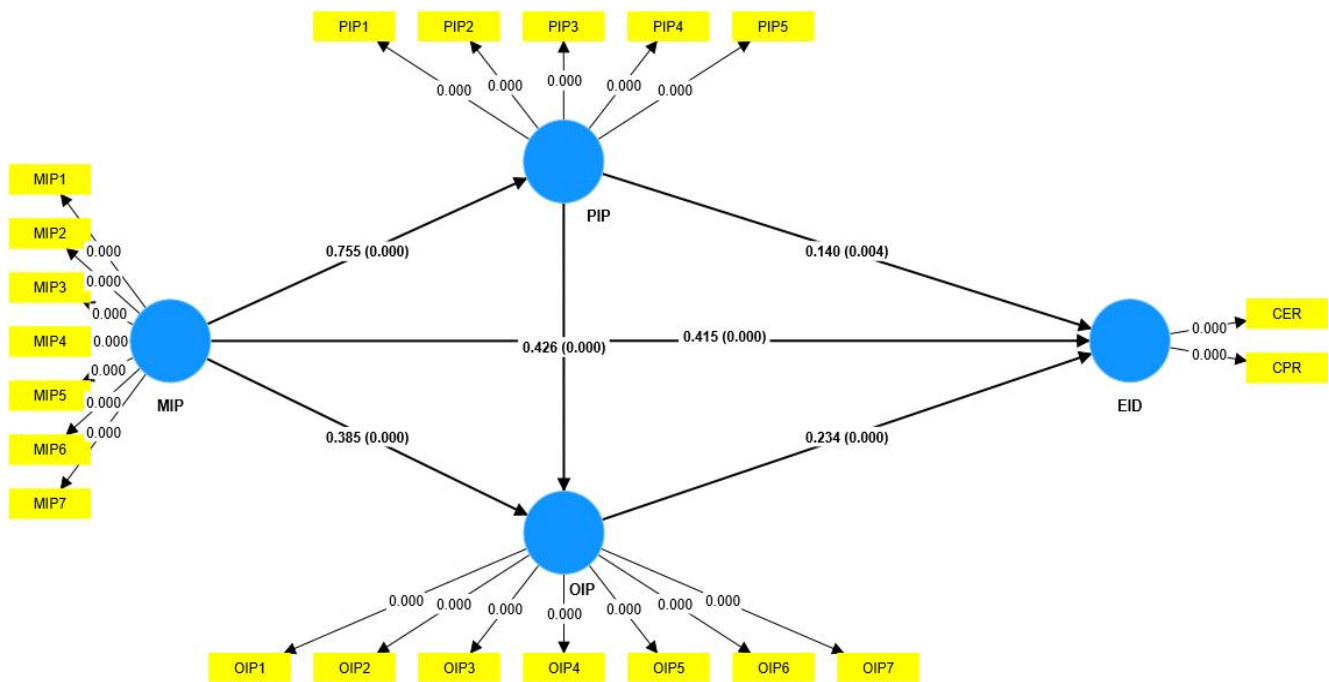 PIP1 PIP2 PIP3 PIP4 PIP5
0.000 0.000 0.000 0.000 0.000
PIP
MIP1
MIP2
MIP3
MIP4
MIP5
MIP6
MIP7
0.000
0.000
0.000
0.000
0.000
0.000
0.000
MIP
0.755 (0.000)
0.140 (0.004)
0.426 (0.000)
0.415 (0.000)
0.385 (0.000)
0.234 (0.000)
EID
0.000
0.000
CER
CPR
OIP
0.000 0.000 0.000 0.000 0.000 0.000 0.000
OIP1 OIP2 OIP3 OIP4 OIP5 OIP6 OIP7